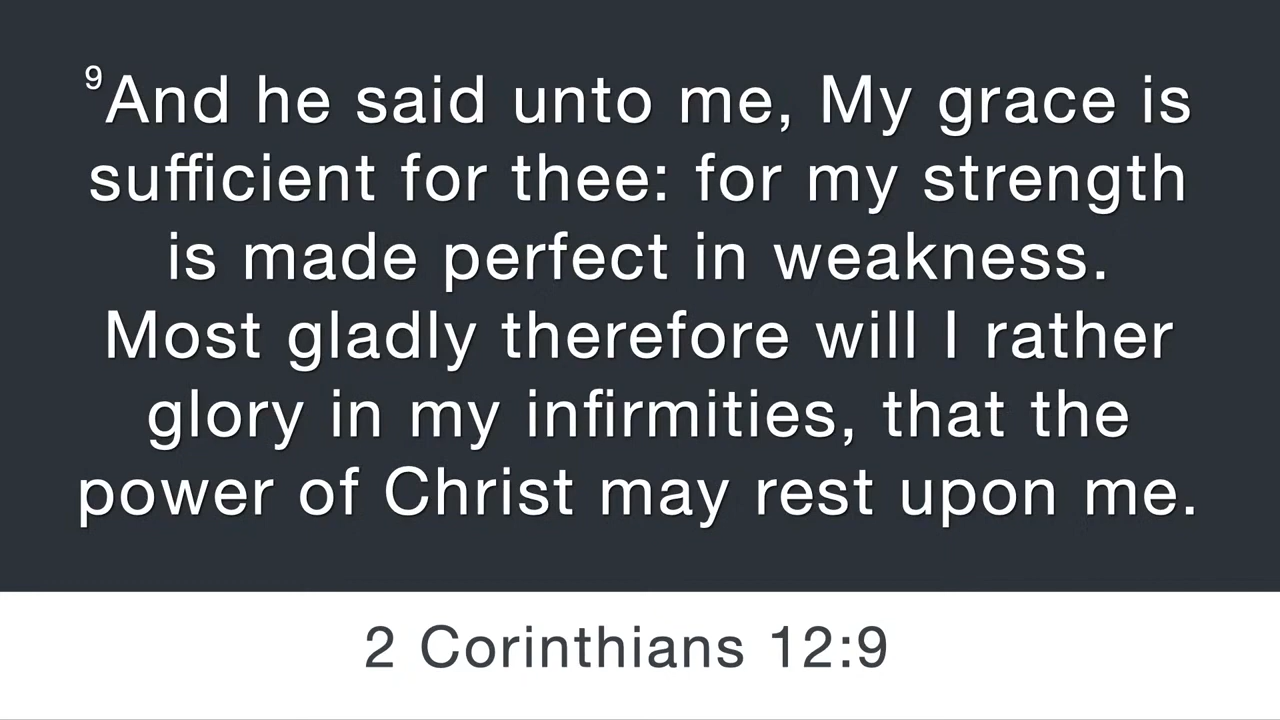 9And he said unto me, My grace is
sufficient for thee: for my strength
is made perfect in weakness.
Most gladly therefore will I rather
glory in my infirmities, that the
power of Christ may rest upon me.
2 Corinthians 12:9